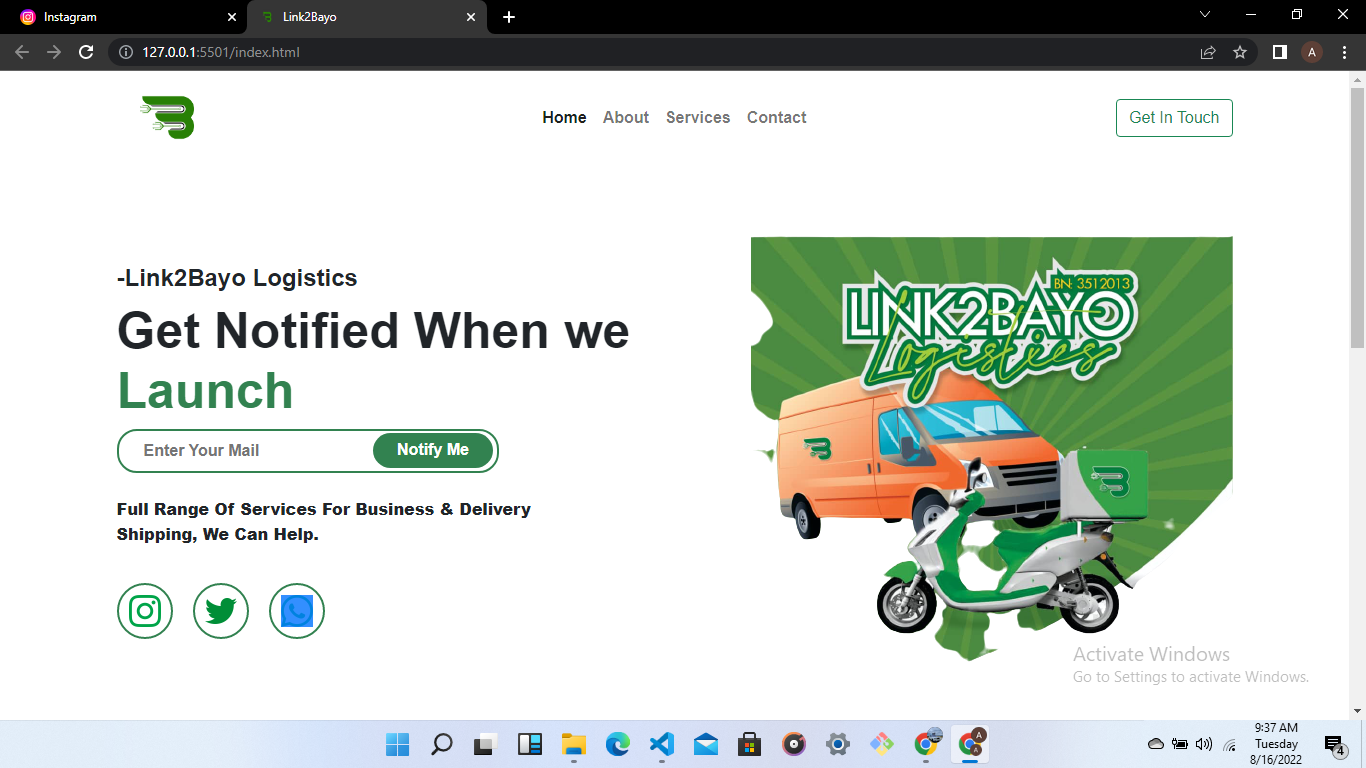 Instagram
Link2Bayo
127.0.0.1:5501/index.html
A
Home About Services Contact
Get In Touch
-Link2Bayo Logistics
Get Notified When we
Launch
Enter Your Mail
Notify Me
Full Range Of Services For Business & Delivery
Shipping, We Can Help.
BN: 3512013
LINK2BAYO
Logistics
Activate Windows
Go to Settings to activate Windows.
A
A
9:37 AM
Tuesday
8/16/2022
4